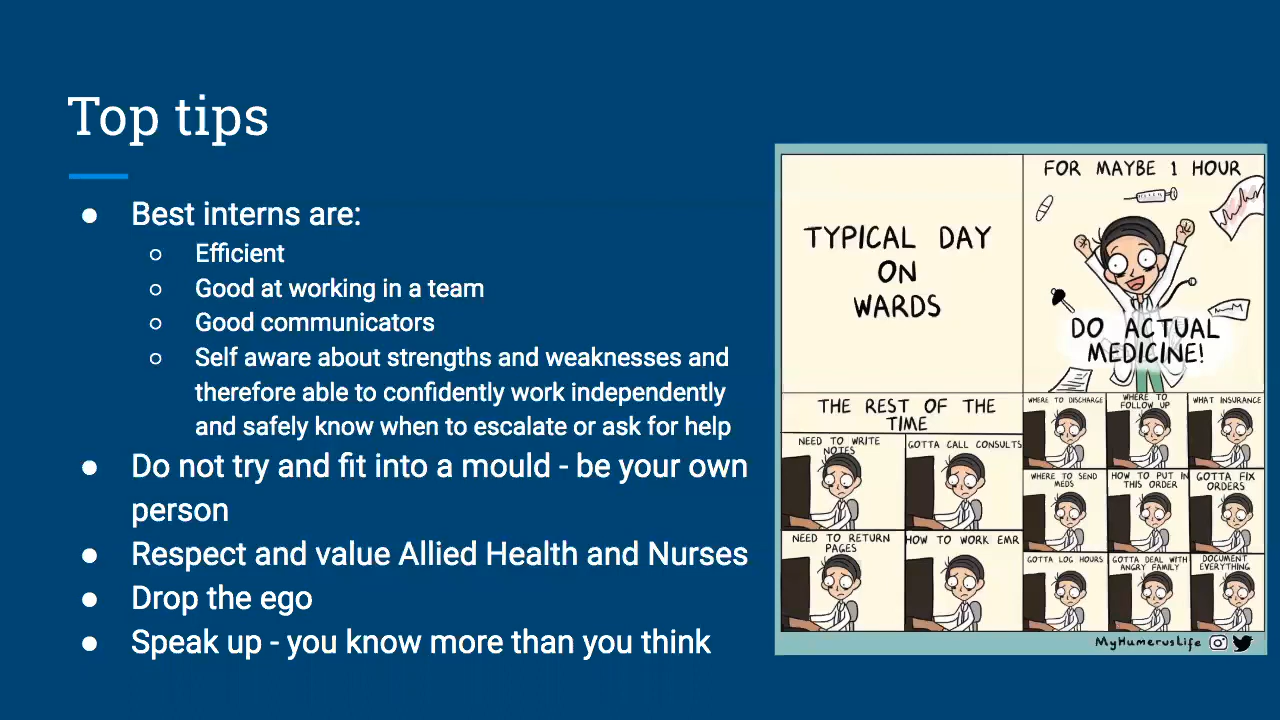 Top tips
● Best interns are:
○ Efficient
○ Good at working in a team
○ Good communicators
○ Self aware about strengths and weaknesses and
therefore able to confidently work independently
and safely know when to escalate or ask for help
● Do not try and fit into a mould - be your own
person
● Respect and value Allied Health and Nurses
● Drop the ego
● Speak up - you know more than you think
TYPICAL DAY
ON
WARDS
FOR MAYBE 1 HOUR
DO ACTUAL
MEDICINE!
THE REST OF THE
TIME
NEED TO WRITE
NOTES
GOTTA CALL CONSULTS
NEED TO RETURN
PAGES
HOW TO WORK EMR
WHERE TO DISCHARGE
WHERE TO
FOLLOW UP
WHAT INSURANCE
WHERE TO SEND
MEDS
HOW TO PUT IN
THIS ORDER
GOTTA FIX
ORDERS
GOTTA LOG HOURS
GOTTA DEAL WITH
ANGRY FAMILY
DOCUMENT
EVERYTHING
MyHumerusLife